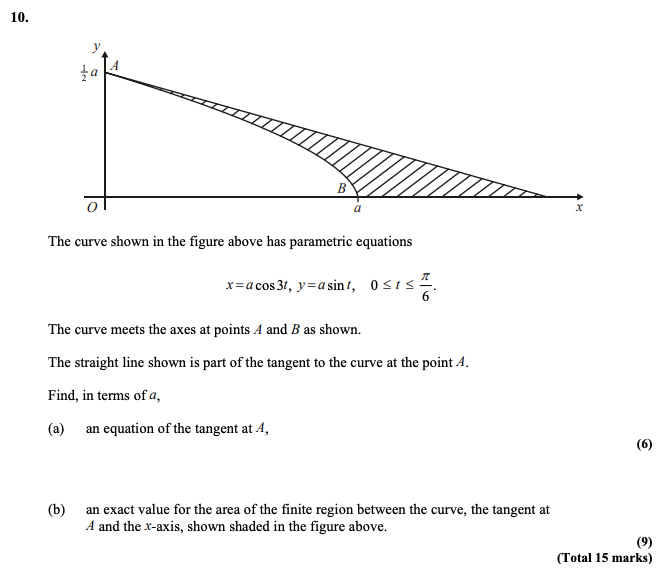 10.
y
½ a
A
B
O
a
x
The curve shown in the figure above has parametric equations
x = a cos 3t, y = a sin t, 0 ≤ t ≤ π/6.
The curve meets the axes at points A and B as shown.
The straight line shown is part of the tangent to the curve at the point A.
Find, in terms of a,
(a) an equation of the tangent at A,
(6)
(b) an exact value for the area of the finite region between the curve, the tangent at
A and the x-axis, shown shaded in the figure above.
(9)
(Total 15 marks)